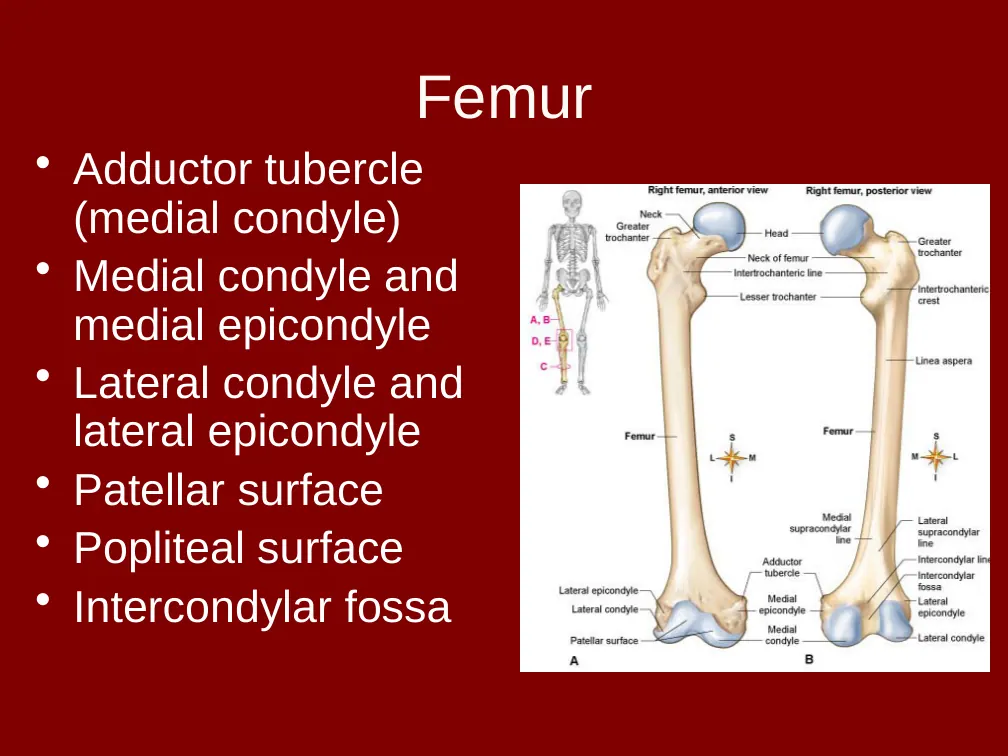 Femur
• Adductor tubercle
(medial condyle)
• Medial condyle and
medial epicondyle
• Lateral condyle and
lateral epicondyle
• Patellar surface
• Popliteal surface
• Intercondylar fossa
Right femur, anterior view
Right femur, posterior view
Neck
Greater
trochanter
Head
Neck of femur
Intertrochanteric line
Lesser trochanter
Greater
trochanter
Intertrochanteric
crest
A, B
D, E
C
Linea aspera
Femur
S
L M
I
Femur
S
M L
I
Medial
supracondylar
line
Lateral
supracondylar
line
Adductor
tubercle
Intercondylar line
Intercondylar
fossa
Lateral epicondyle
Lateral condyle
Patellar surface
Medial
epicondyle
Medial
condyle
Lateral
epicondyle
Lateral condyle
A
B